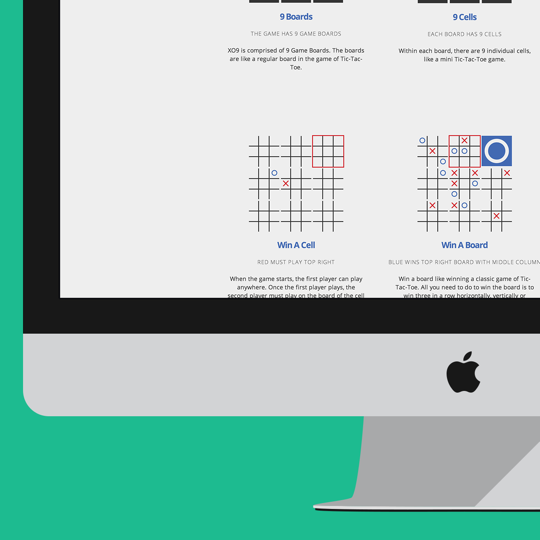 9 Boards
THE GAME HAS 9 GAME BOARDS
XO9 is comprised of 9 Game Boards. The boards
are like a regular board in the game of Tic-Tac-
Toe.
9 Cells
EACH BOARD HAS 9 CELLS
Within each board, there are 9 individual cells,
like a mini Tic-Tac-Toe game.
Win A Cell
RED MUST PLAY TOP RIGHT
When the game starts, the first player can play
anywhere. Once the first player plays, the
second player must play on the board of the cell
Win A Board
BLUE WINS TOP RIGHT BOARD WITH MIDDLE COLUMN
Win a board like winning a classic game of Tic-
Tac-Toe. All you need to do to win the board is to
win three in a row horizontally, vertically or